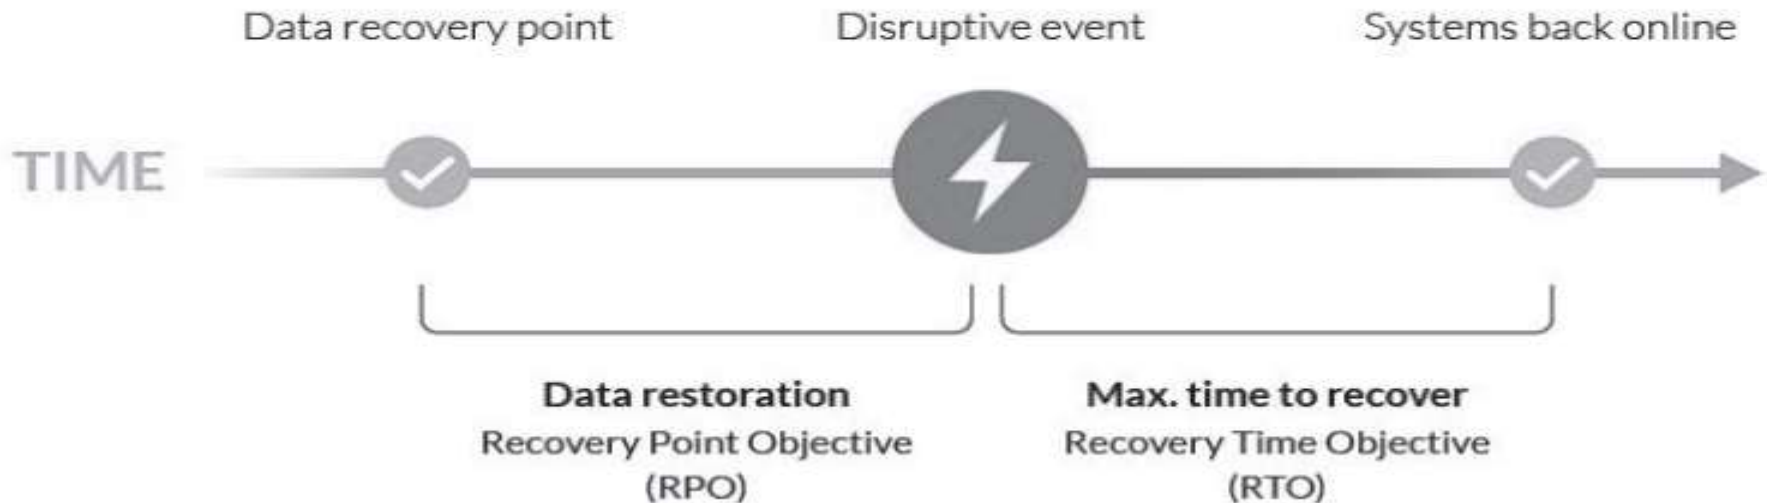 Data recovery point
Disruptive event
Systems back online
TIME
Data restoration
Recovery Point Objective
(RPO)
Max. time to recover
Recovery Time Objective
(RTO)